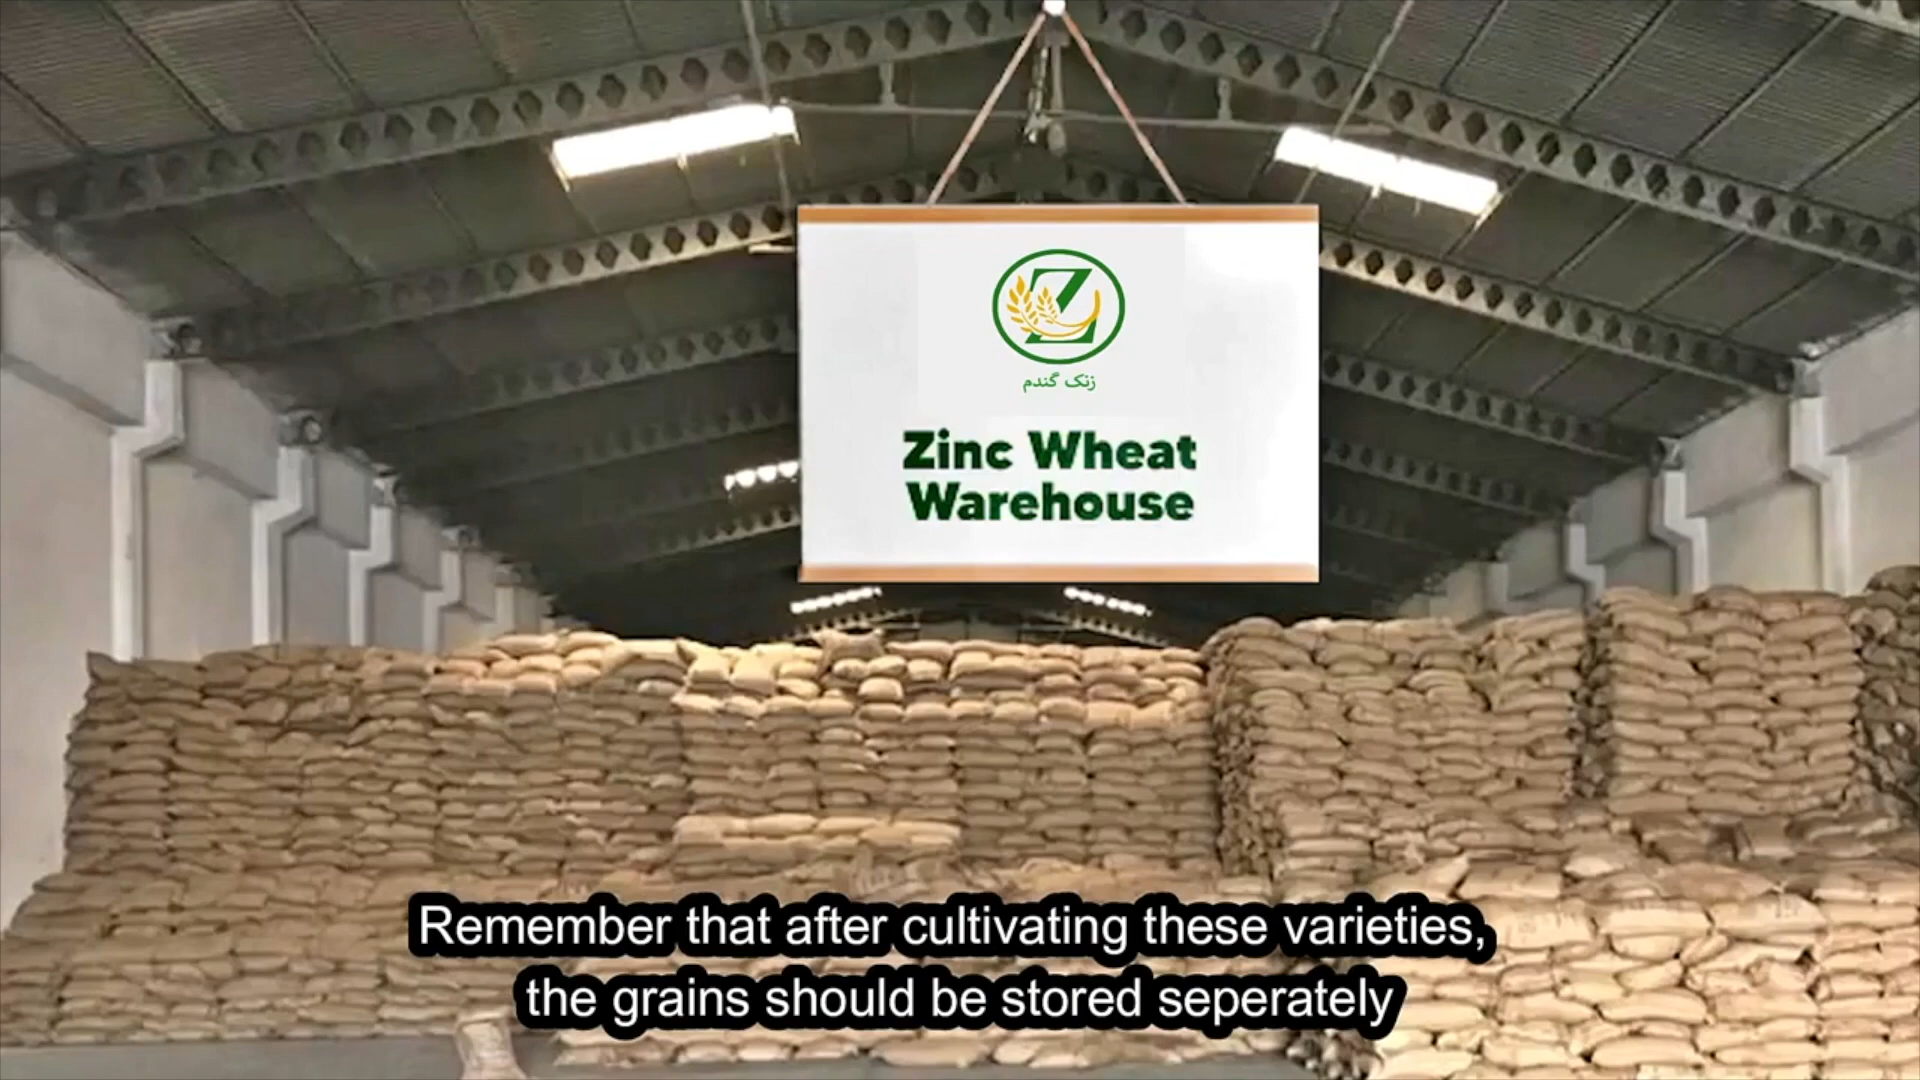 زنک گندم
Zinc Wheat
Warehouse
Remember that after cultivating these varieties,
the grains should be stored seperately